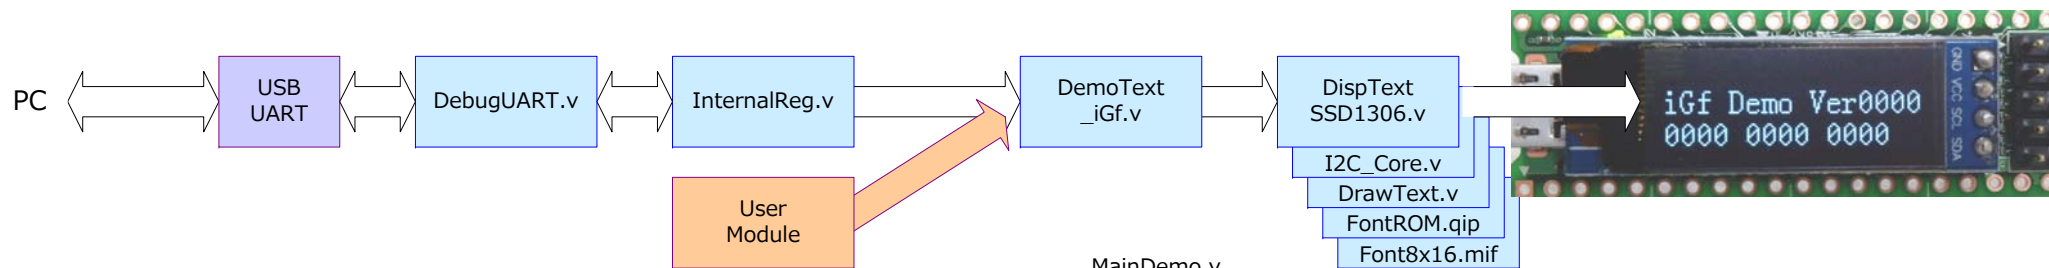 PC
USB
UART
DebugUART.v
InternalReg.v
DemoText
_iGf.v
DispText
SSD1306.v
I2C_Core.v
DrawText.v
FontROM.qip
Font8x16.mif
User
Module
MainDemo.v
iGf Demo Ver0000
0000 0000 0000
GND VCC SCL SDA